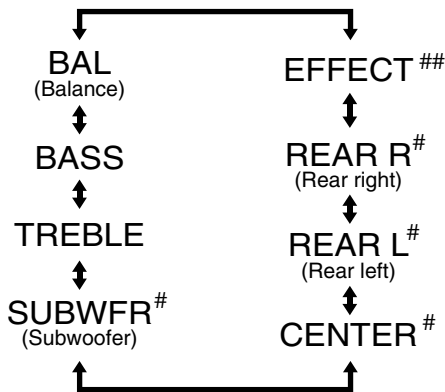 BAL
(Balance)
BASS
TREBLE
SUBWFR#
(Subwoofer)
EFFECT ##
REAR R#
(Rear right)
REAR L#
(Rear left)
CENTER#